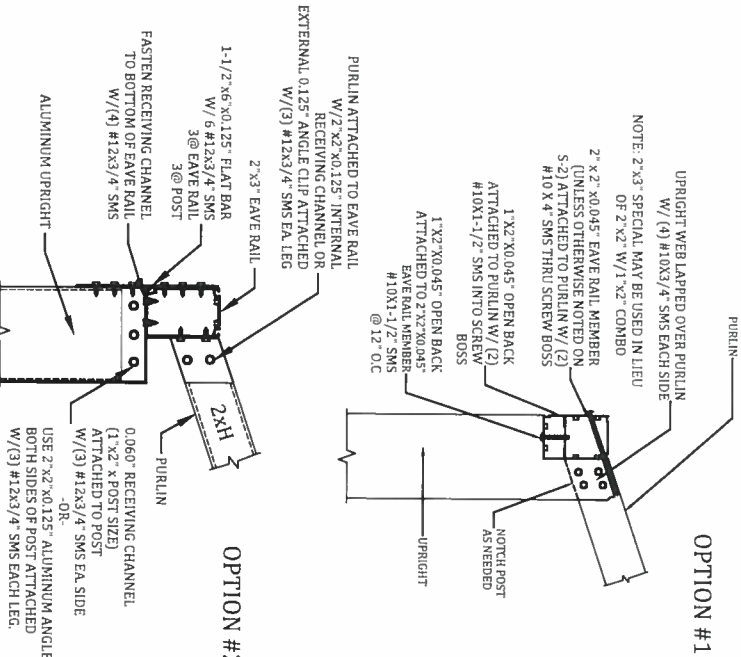 OPTION #1
PURLIN
UPRIGHT WEB LAPPED OVER PURLIN
W/ (4) #10X3/4" SMS EACH SIDE
NOTE: 2"x3" SPECIAL MAY BE USED IN LIEU
OF 2"x2" W/1"x2" COMBO
2" x 2" x0.045" EAVE RAIL MEMBER
(UNLESS OTHERWISE NOTED ON
S-2) ATTACHED TO PURLIN W/ (2)
#10 X 4" SMS THRU SCREW BOSS
1"X2"X0.045" OPEN BACK
ATTACHED TO PURLIN W/ (2)
#10X1-1/2" SMS INTO SCREW
BOSS
1"X2"X0.045" OPEN BACK
ATTACHED TO 2"X2"X0.045"
EAVE RAIL MEMBER
#10X1-1/2" SMS
@ 12" O.C
NOTCH POST
AS NEEDED
UPRIGHT
PURLIN ATTACHED TO EAVE RAIL
W/2"x2"x0.125" INTERNAL
RECEIVING CHANNEL OR
EXTERNAL 0.125" ANGLE CLIP ATTACHED
W/(3) #12x3/4" SMS EA. LEG
2"x3" EAVE RAIL
1-1/2"x6"x0.125" FLAT BAR
W/ 6 #12x3/4" SMS
3@ EAVE RAIL
3@ POST
FASTEN RECEIVING CHANNEL
TO BOTTOM OF EAVE RAIL
W/(4) #12x3/4" SMS
ALUMINUM UPRIGHT
2xH
PURLIN
0.060" RECEIVING CHANNEL
(1"x2" x POST SIZE)
ATTACHED TO POST
W/(3) #12x3/4" SMS EA. SIDE
-OR-
USE 2"x2"x0.125" ALUMINUM ANGLE
BOTH SIDES OF POST ATTACHED
W/(3) #12x3/4" SMS EACH LEG.
OPTION